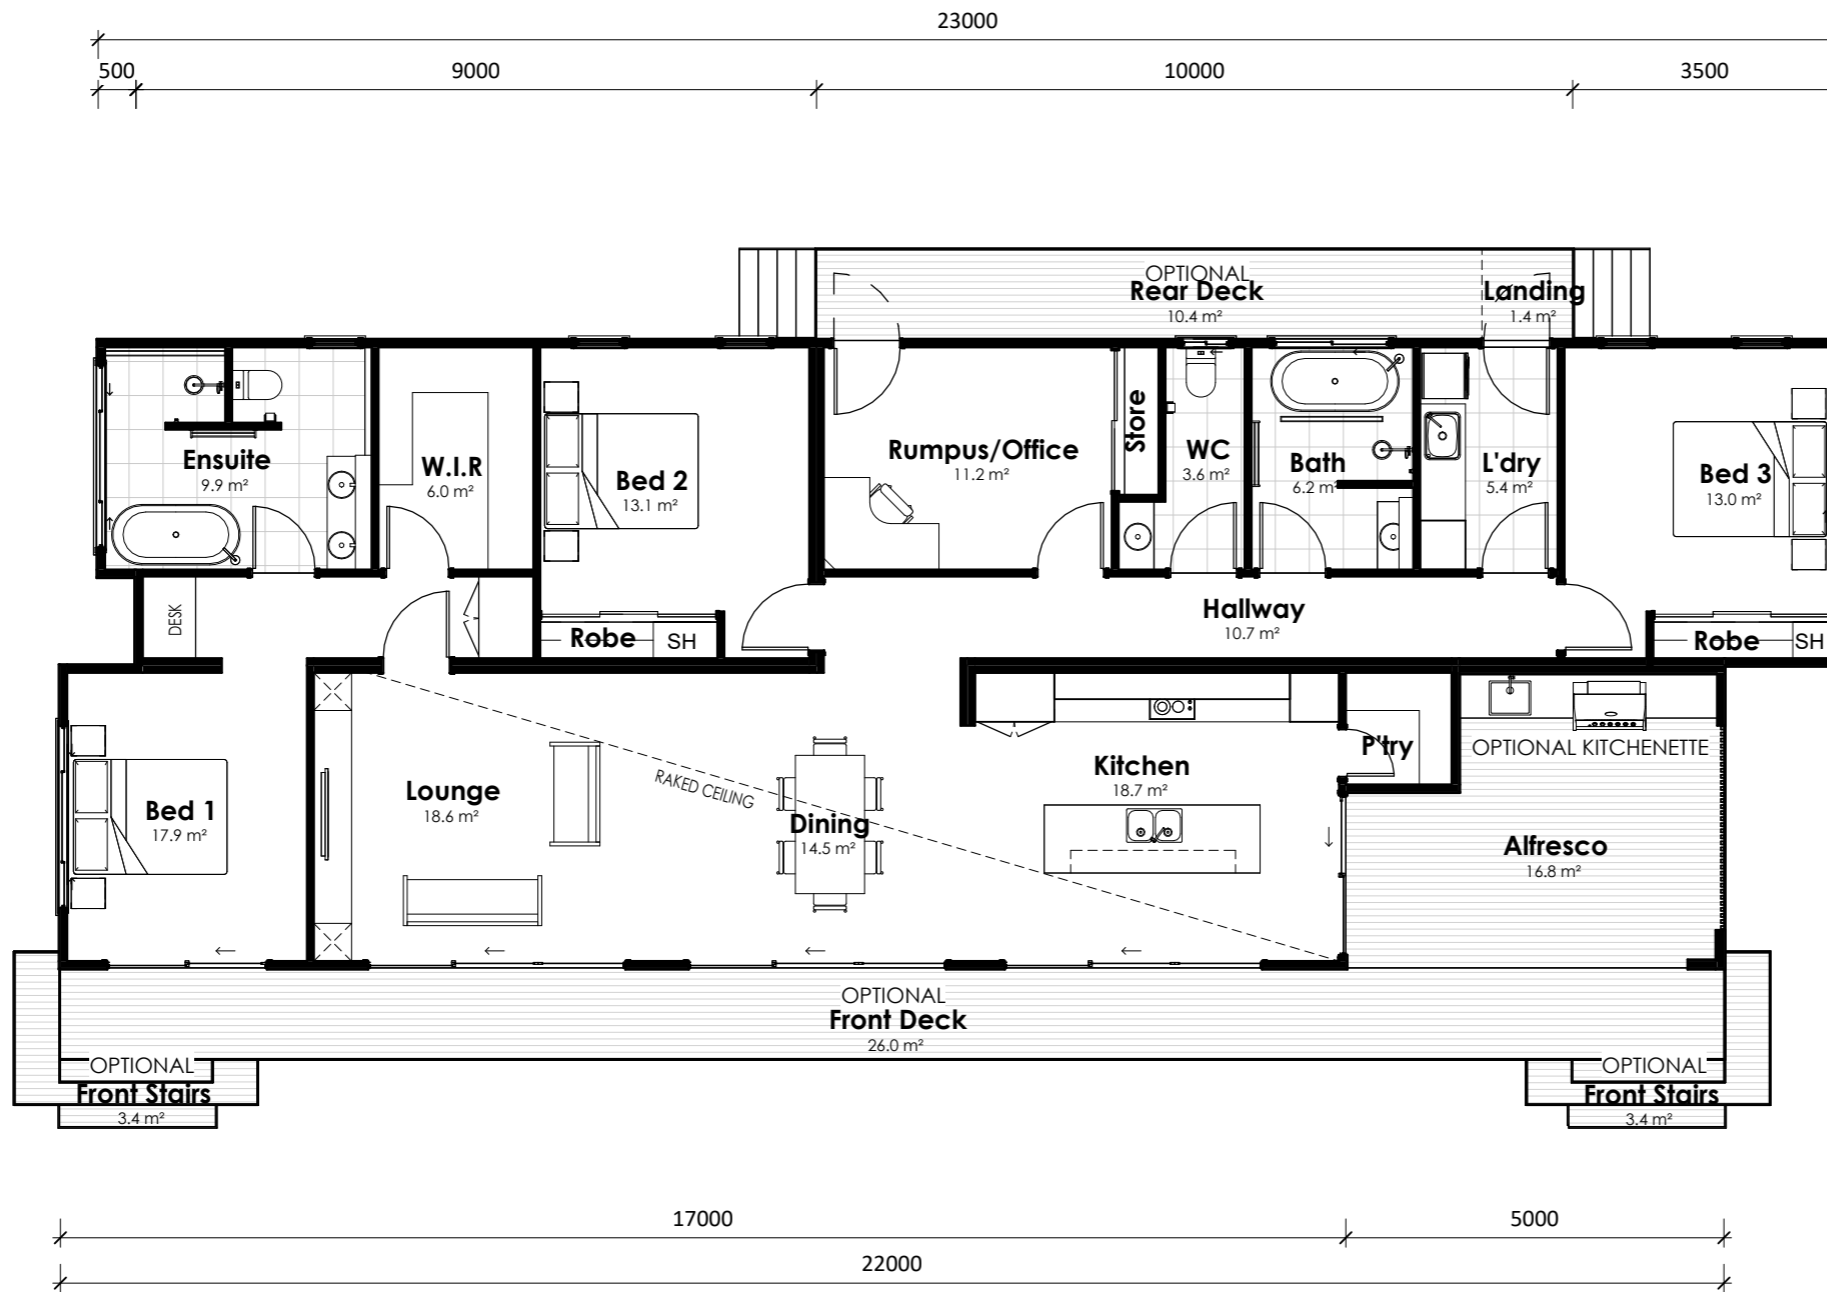 23000
500
9000
10000
3500
OPTIONAL
Rear Deck
10.4 m²
Landing
1.4 m²
Ensuite
9.9 m²
W.I.R
6.0 m²
Bed 2
13.1 m²
Rumpus/Office
11.2 m²
Store
WC
3.6 m²
Bath
6.2 m²
L'dry
5.4 m²
Bed 3
13.0 m²
DESK
Robe
SH
Hallway
10.7 m²
Robe
SH
Bed 1
17.9 m²
Lounge
18.6 m²
RAKED CEILING
Dining
14.5 m²
Kitchen
18.7 m²
P'try
OPTIONAL KITCHENETTE
Alfresco
16.8 m²
OPTIONAL
Front Deck
26.0 m²
OPTIONAL
Front Stairs
3.4 m²
OPTIONAL
Front Stairs
3.4 m²
17000
5000
22000